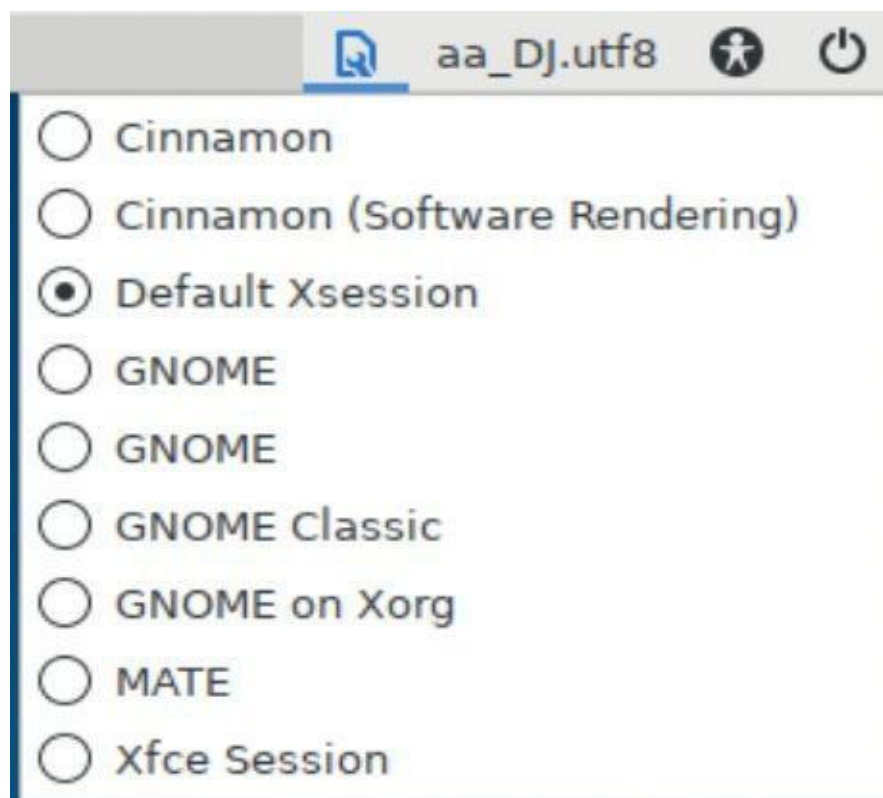 aa_DJ.utf8
Cinnamon
Cinnamon (Software Rendering)
Default Xsession
GNOME
GNOME
GNOME Classic
GNOME on Xorg
MATE
Xfce Session